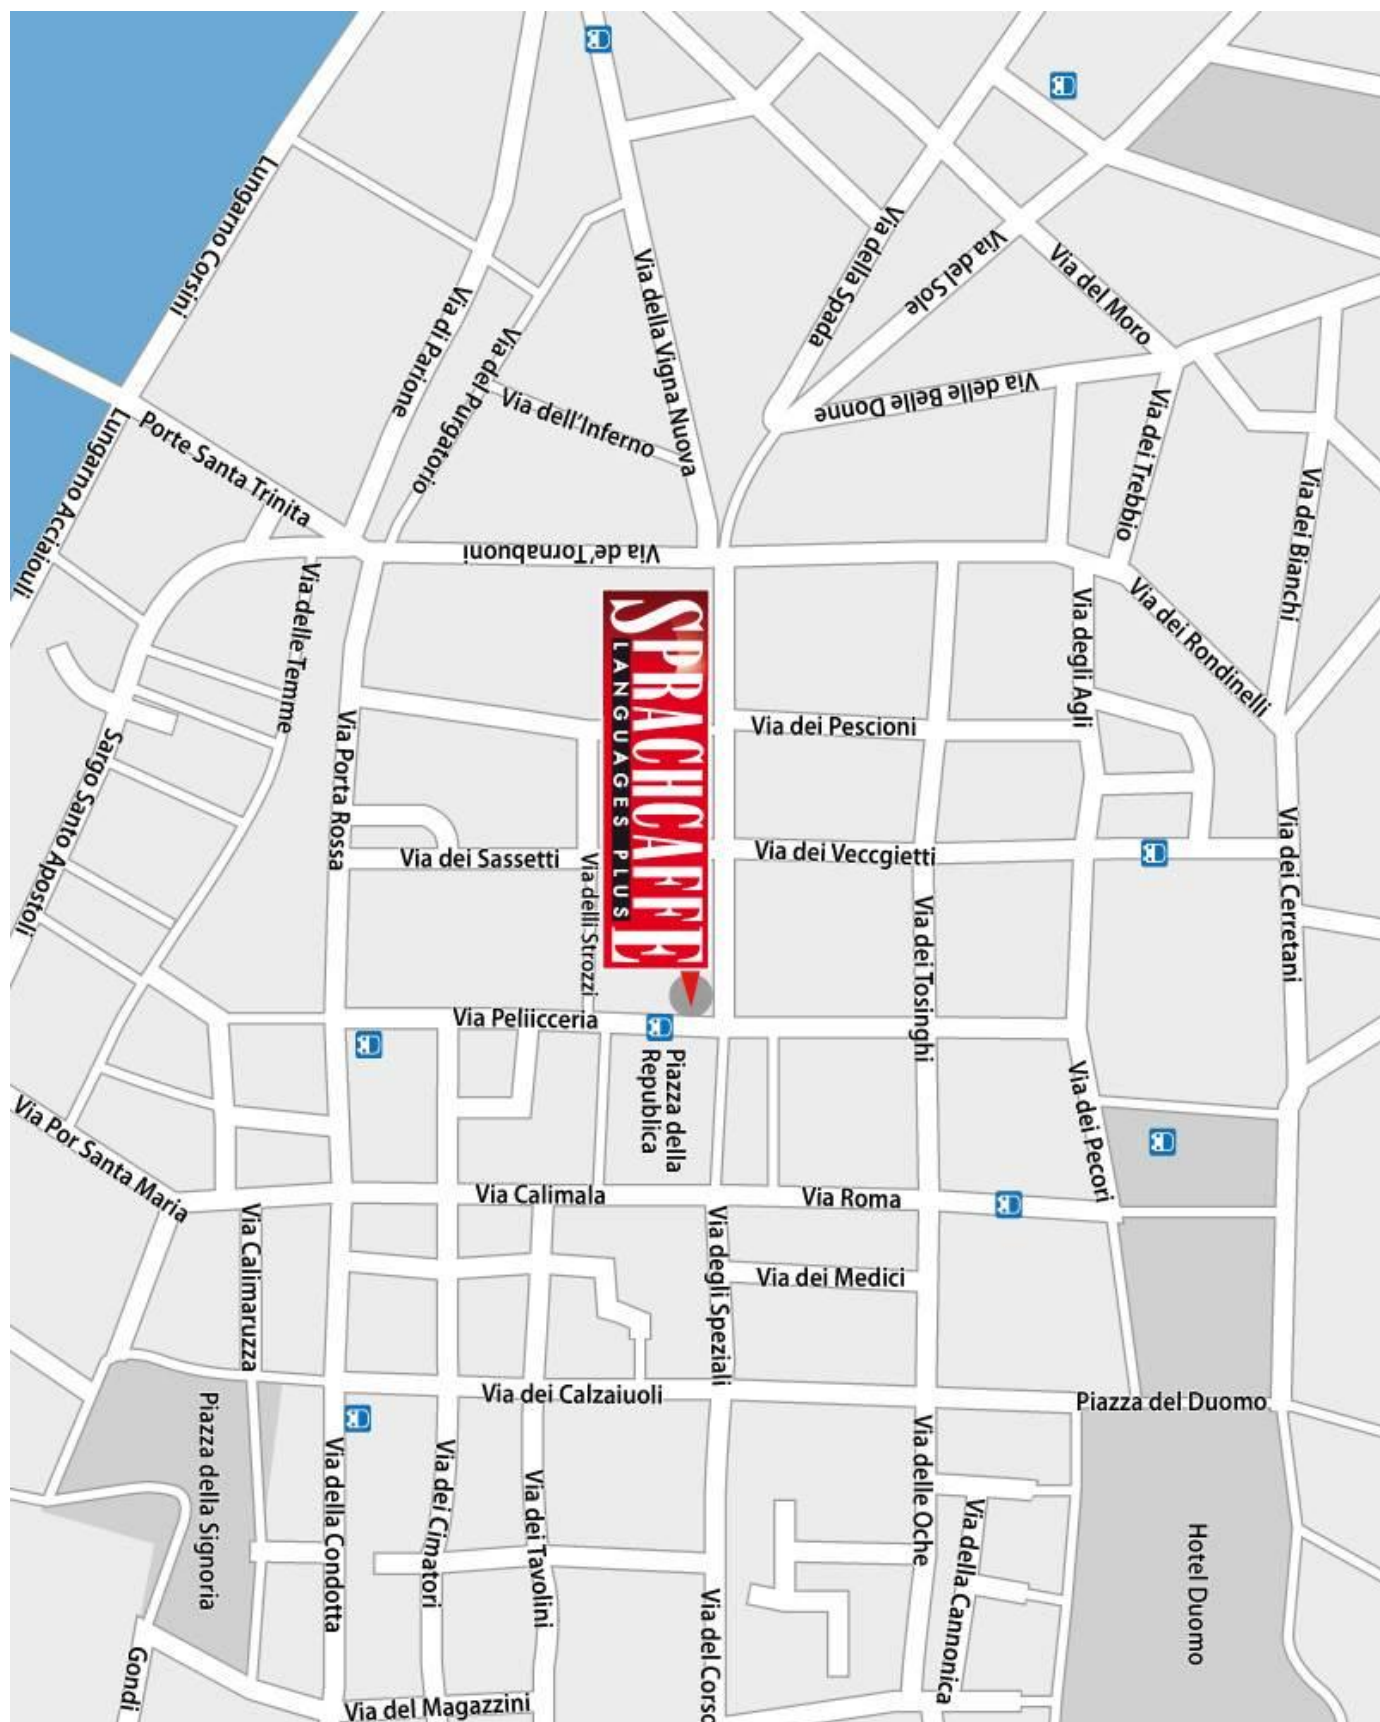 Lungarno Corsini
Via di Parione
Via del Purgatorio
Via dell'Inferno
Via della Vigna Nuova
Via della Spada
Via del Sole
Via del Moro
Via delle Belle Donne
Via dei Trebbio
Via dei Bianchi
Lungarno Acciaiouli
Porte Santa Trinita
Via de'Tornabuoni
Via delle Temme
Via degli Agli
Via dei Rondinelli
SPRACHCAFFE
LANGUAGES PLUS
Via Porta Rossa
Via dei Pescioni
Sargo Santo Apostoli
Via dei Sassetti
Via delli Strozzi
Via dei Veccgietti
Via dei Tosinghi
Via dei Cerretani
Via Peliicceria
Piazza della
Republica
Via dei Pecori
Via Por Santa Maria
Via Calimala
Via Roma
Via Calimaruzza
Via degli Speziali
Via dei Medici
Via dei Calzaiuoli
Piazza del Duomo
Piazza della Signoria
Via della Condotta
Via dei Cimatori
Via dei Tavolini
Via delle Oche
Via della Cannonica
Hotel Duomo
Via del Corso
Gondi
Via del Magazzini